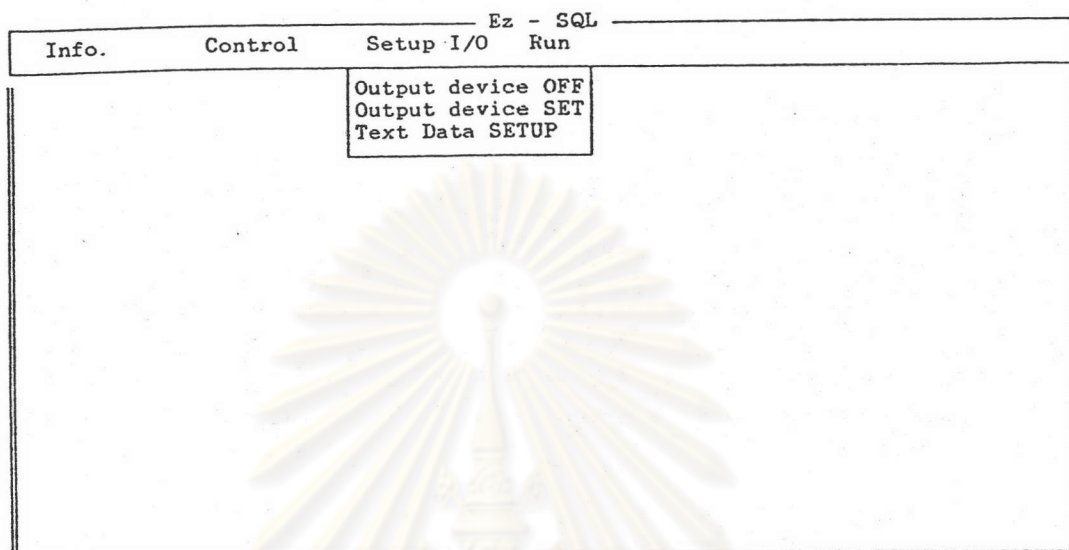 Ez - SQL
Info. Control Setup I/O Run
Output device OFF
Output device SET
Text Data SETUP